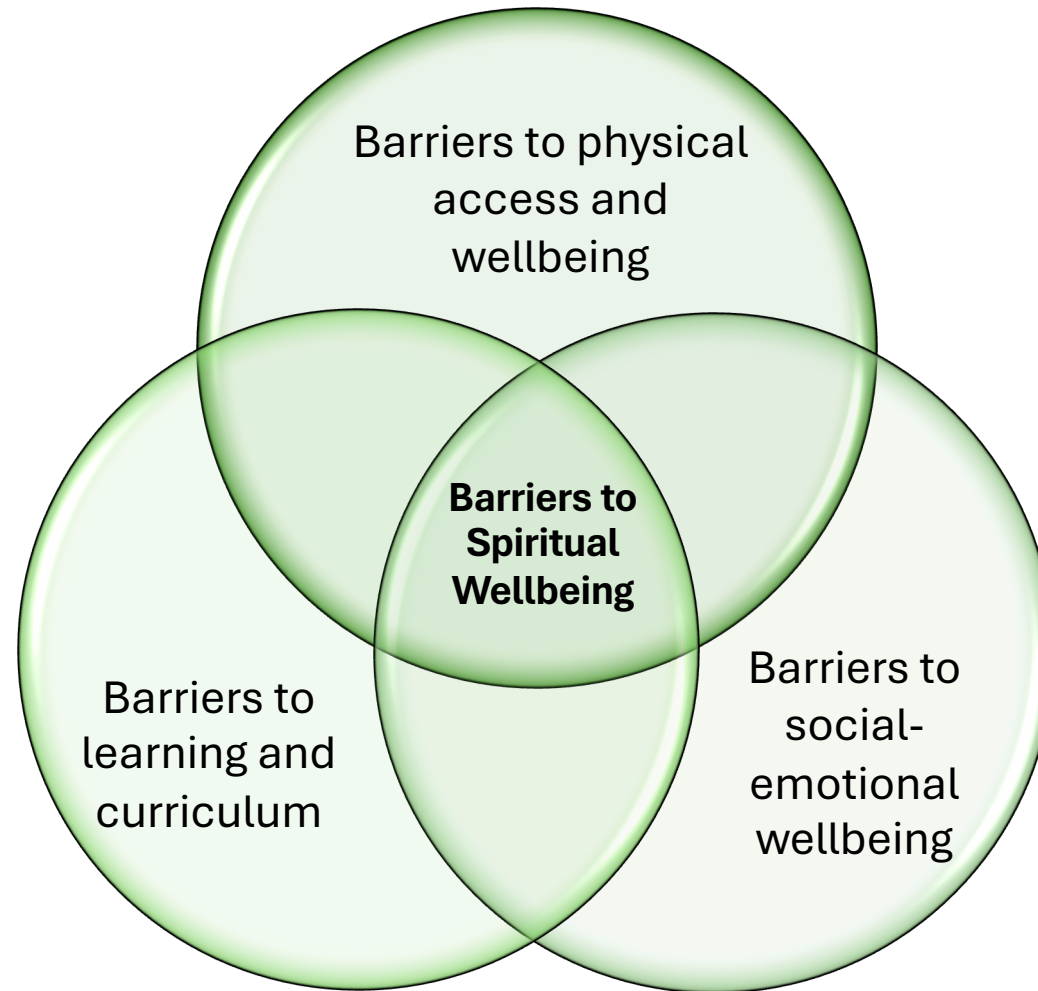 Barriers to physical
access and
wellbeing
Barriers to
Spiritual
Wellbeing
Barriers to
learning and
curriculum
Barriers to
social-
emotional
wellbeing